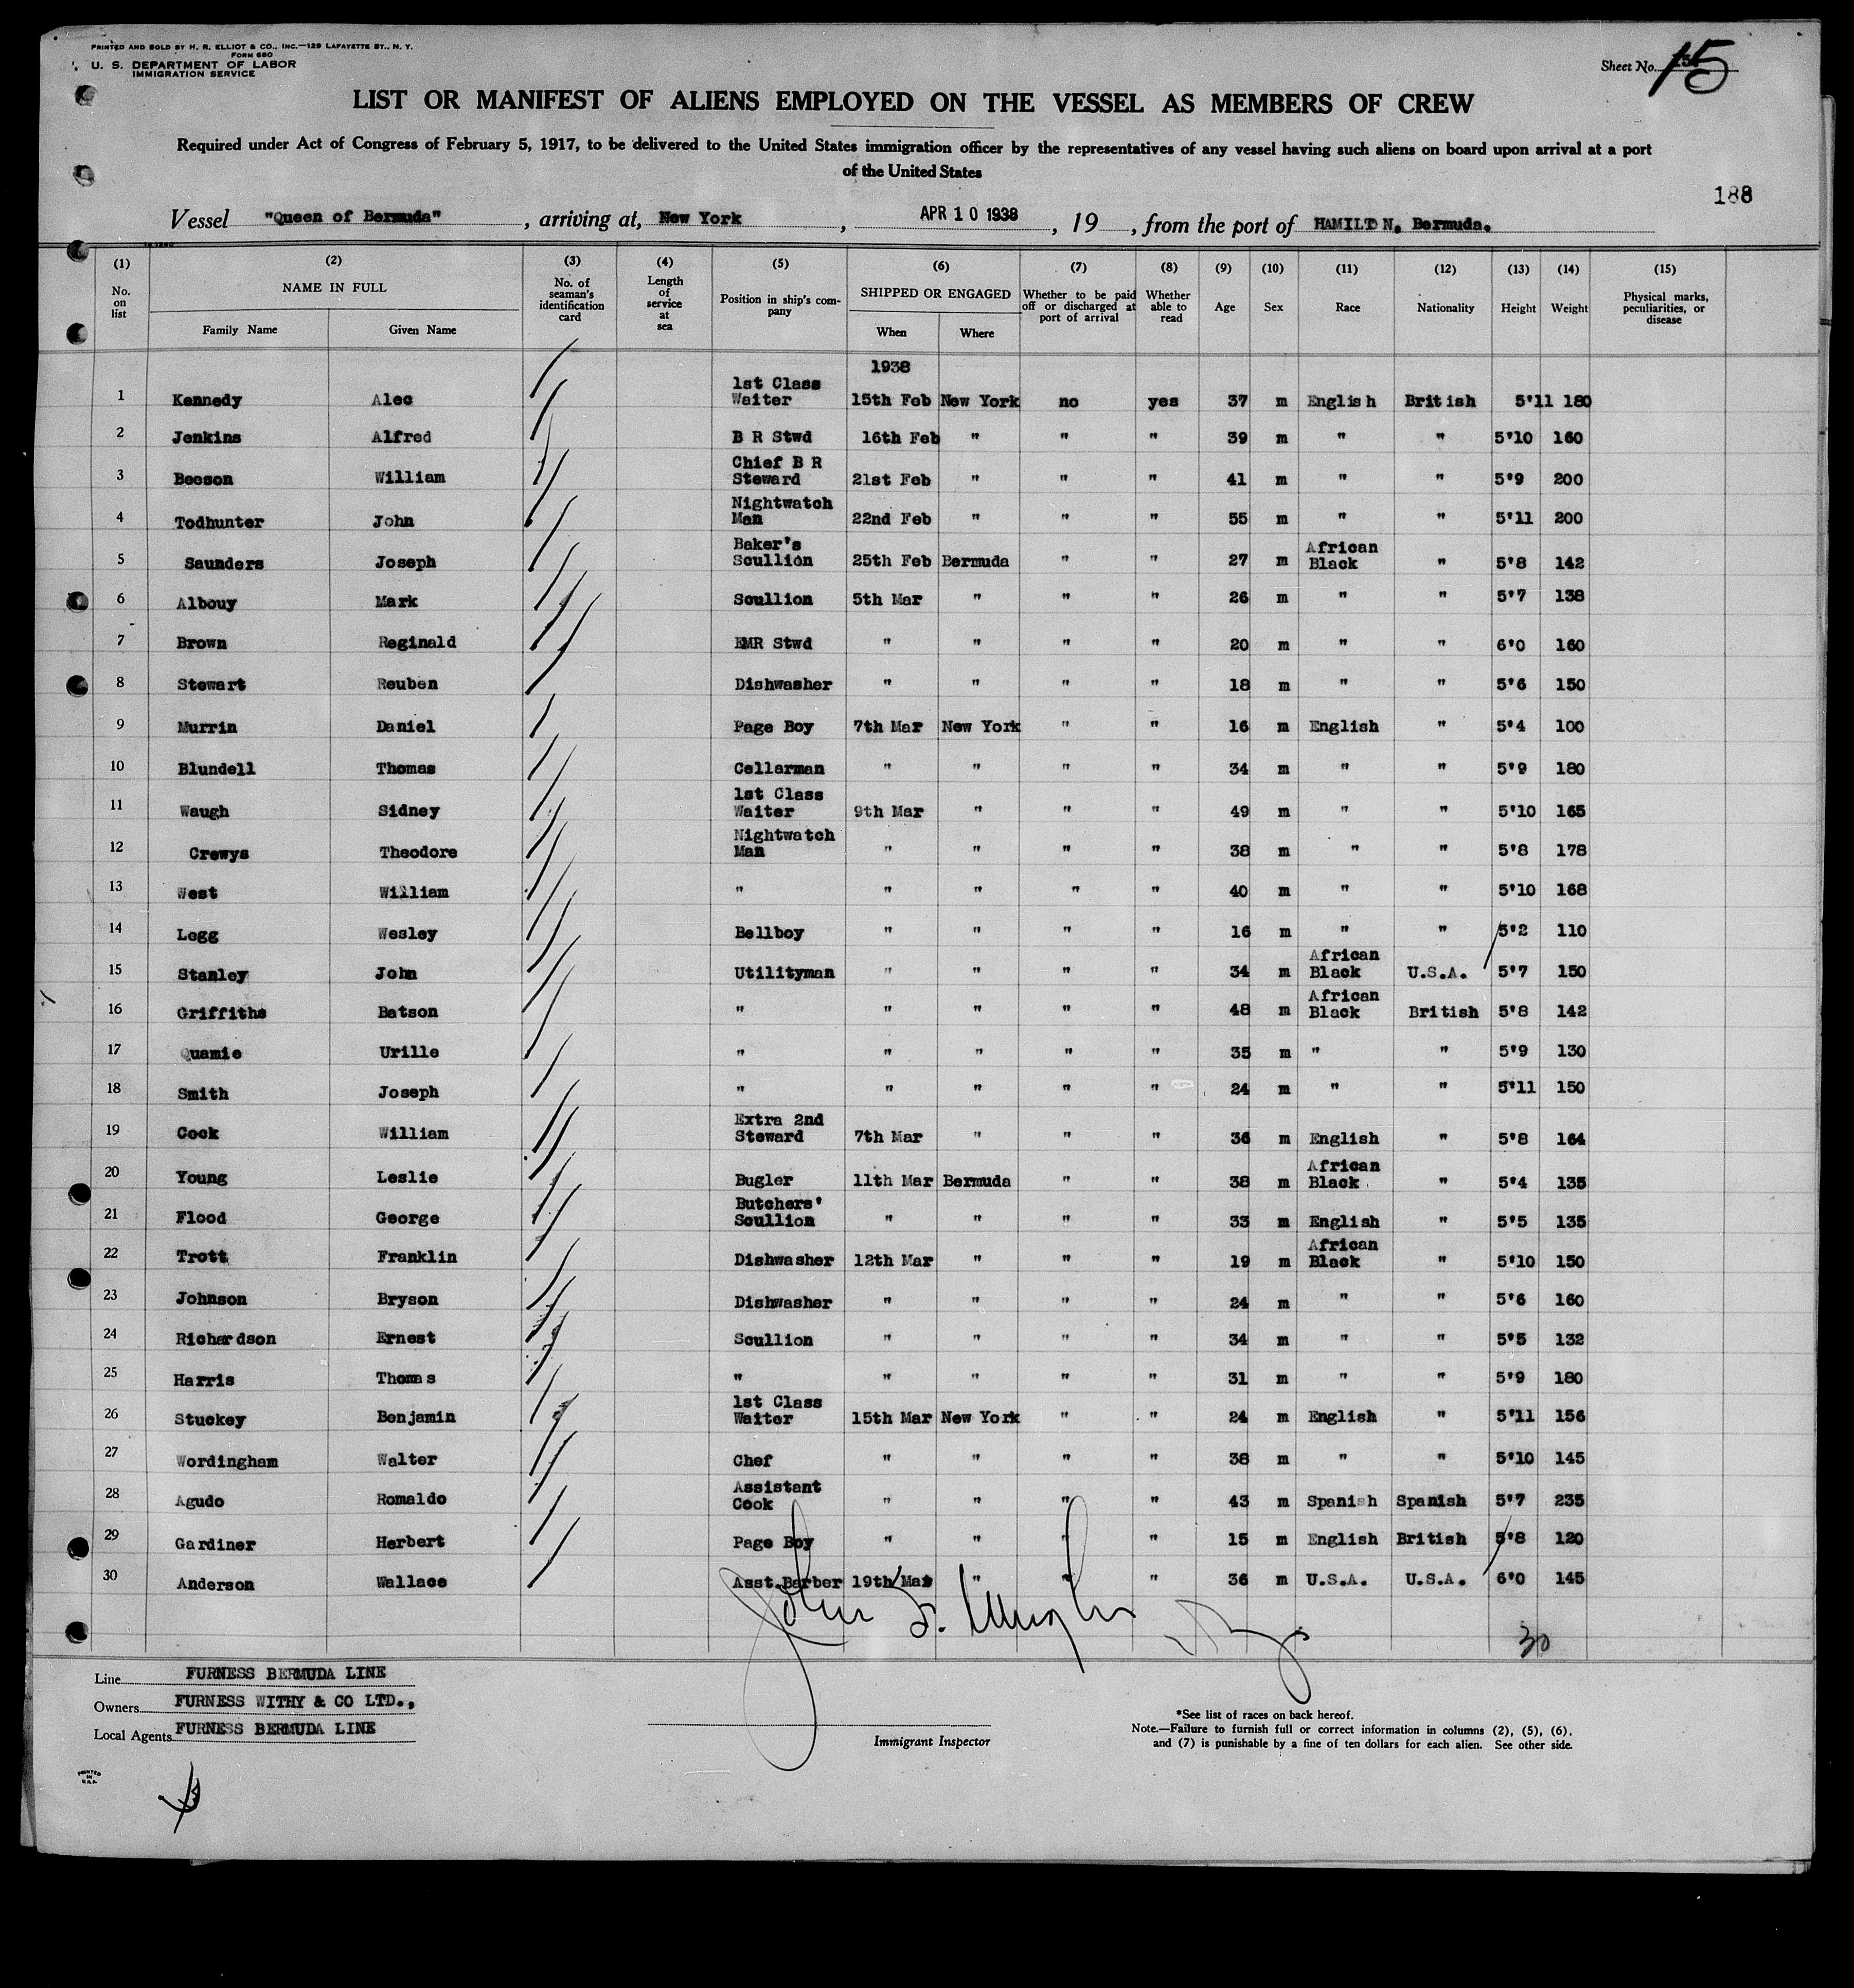 PRINTED AND SOLD BY H. R. ELLIOT & CO., INC.—129 LAFAYETTE ST., N. Y.
FORM 680
U. S. DEPARTMENT OF LABOR
IMMIGRATION SERVICE
Sheet No. 15
LIST OR MANIFEST OF ALIENS EMPLOYED ON THE VESSEL AS MEMBERS OF CREW
Required under Act of Congress of February 5, 1917, to be delivered to the United States immigration officer by the representatives of any vessel having such aliens on board upon arrival at a port
of the United States
188
Vessel "Queen of Bermuda", arriving at, New York, APR 10 1938, 19 , from the port of HAMILTON, Bermuda.
(1) (2) (3) (4) (5) (6) (7) (8) (9) (10) (11) (12) (13) (14) (15)
No. on list NAME IN FULL Family Name Given Name No. of seaman's identification card Length of service at sea Position in ship's company SHIPPED OR ENGAGED When Where Whether to be paid off or discharged at port of arrival Whether able to read Age Sex Race Nationality Height Weight Physical marks, peculiarities, or disease
1938
1 Kennedy Alec 1st Class Waiter 15th Feb New York no yes 37 m English British 5'11 180
2 Jenkins Alfred B R Stwd 16th Feb " " " 39 m " " 5'10 160
3 Beeson William Chief B R Steward 21st Feb " " " 41 m " " 5'9 200
4 Todhunter John Nightwatch Man 22nd Feb " " " 55 m " " 5'11 200
5 Saunders Joseph Baker's Scullion 25th Feb Bermuda " " 27 m African Black " 5'8 142
6 Albouy Mark Scullion 5th Mar " " " 26 m " " 5'7 138
7 Brown Reginald EMR Stwd " " " " 20 m " " 6'0 160
8 Stewart Reuben Dishwasher " " " " 18 m " " 5'6 150
9 Murrin Daniel Page Boy 7th Mar New York " " 16 m English " 5'4 100
10 Blundell Thomas Cellarman " " " " 34 m " " 5'9 180
11 Waugh Sidney 1st Class Waiter 9th Mar " " " 49 m " " 5'10 165
12 Crewys Theodore Nightwatch Man " " " " 38 m " " 5'8 178
13 West William " " " " " 40 m " " 5'10 168
14 Legg Wesley Bellboy " " " " 16 m " " 5'2 110
15 Stanley John Utilityman " " " " 34 m African Black U.S.A. 5'7 150
16 Griffiths Batson " " " " " 48 m African Black British 5'8 142
17 Quamie Urille " " " " " 35 m " " 5'9 130
18 Smith Joseph " " " " " 24 m " " 5'11 150
19 Cook William Extra 2nd Steward 7th Mar " " " 36 m English " 5'8 164
20 Young Leslie Bugler 11th Mar Bermuda " " 38 m African Black " 5'4 135
21 Flood George Butchers' Scullion " " " " 33 m English " 5'5 135
22 Trott Franklin Dishwasher 12th Mar " " " 19 m African Black " 5'10 150
23 Johnson Bryson Dishwasher " " " " 24 m " " 5'6 160
24 Richardson Ernest Scullion " " " " 34 m " " 5'5 132
25 Harris Thomas " " " " " 31 m " " 5'9 180
26 Stuckey Benjamin 1st Class Waiter 15th Mar New York " " 24 m English " 5'11 156
27 Wordingham Walter Chef " " " " 38 m " " 5'10 145
28 Agudo Romaldo Assistant Cook " " " " 43 m Spanish Spanish 5'7 235
29 Gardiner Herbert Page Boy " " " " 15 m English British 5'8 120
30 Anderson Wallace Asst.Barber 19th Mar " " " 36 m U.S.A. U.S.A. 6'0 145
30
Line FURNESS BERMUDA LINE
Owners FURNESS WITHY & CO LTD.,
Local Agents FURNESS BERMUDA LINE
Immigrant Inspector
*See list of races on back hereof.
Note.—Failure to furnish full or correct information in columns (2), (5), (6),
and (7) is punishable by a fine of ten dollars for each alien. See other side.
PRINTED
IN
U.S.A.